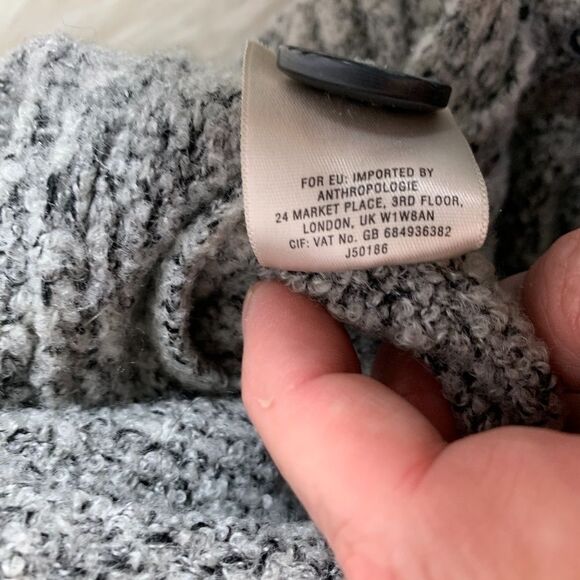 FOR EU: IMPORTED BY
ANTHROPOLOGIE
24 MARKET PLACE, 3RD FLOOR,
LONDON, UK W1W8AN
CIF: VAT No. GB 684936382
J50186